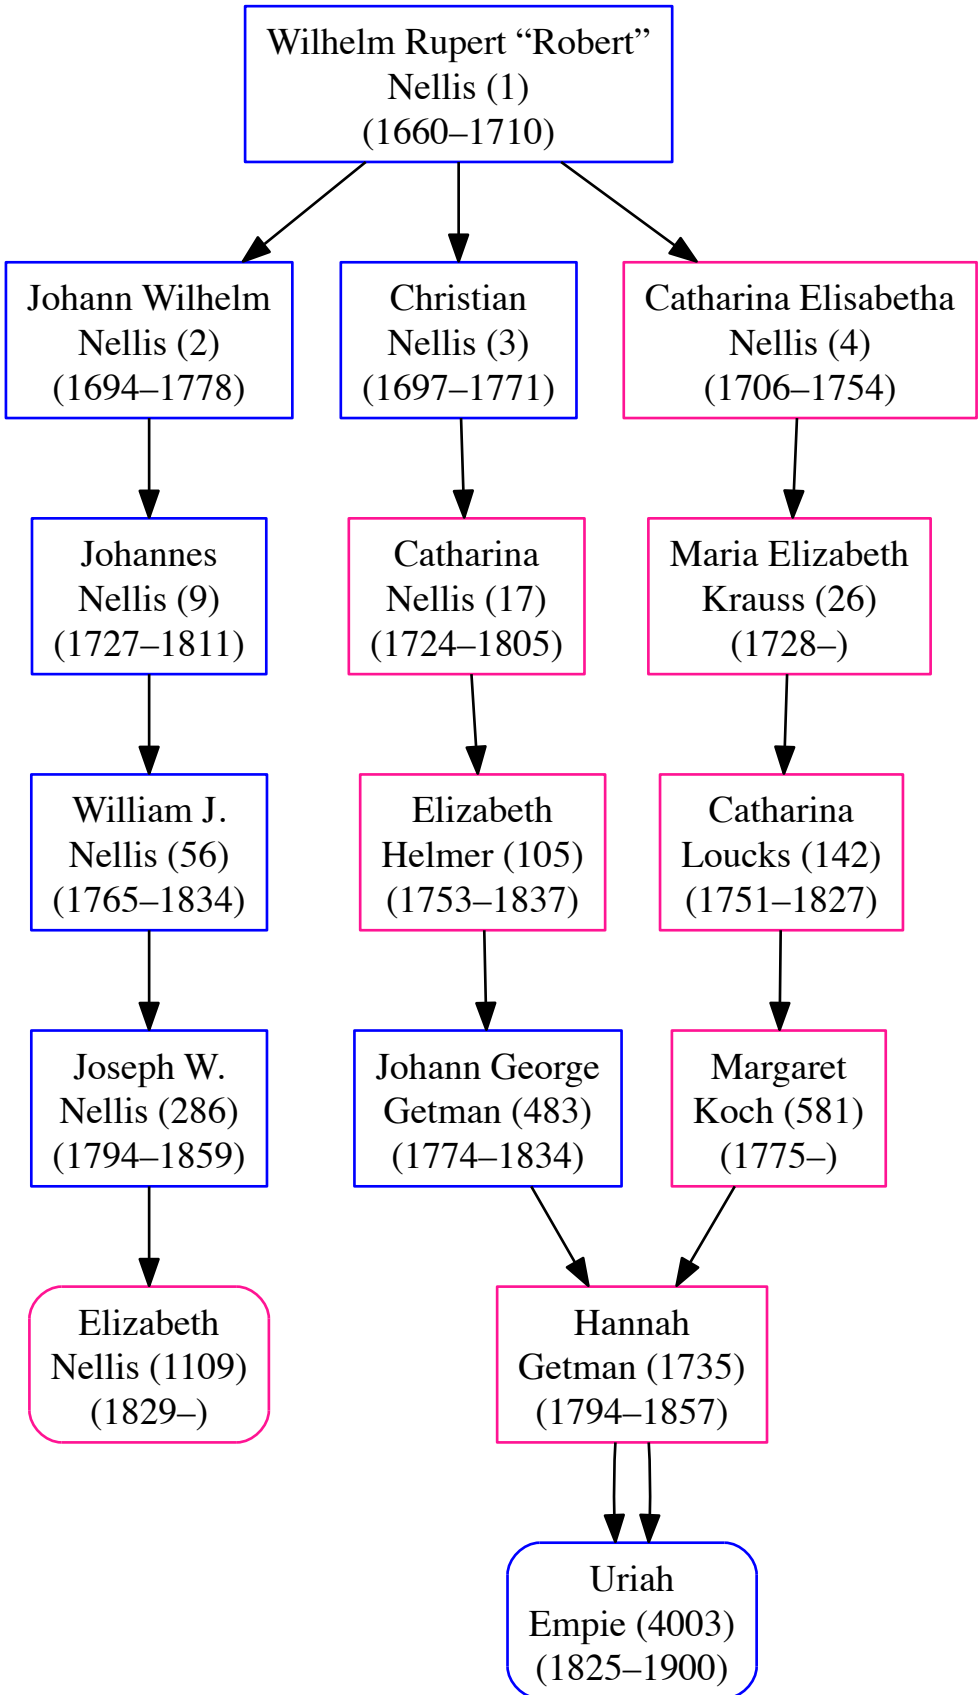 Wilhelm Rupert “Robert”
Nellis (1)
(1660–1710)
Johann Wilhelm
Nellis (2)
(1694–1778)
Christian
Nellis (3)
(1697–1771)
Catharina Elisabetha
Nellis (4)
(1706–1754)
Johannes
Nellis (9)
(1727–1811)
Catharina
Nellis (17)
(1724–1805)
Maria Elizabeth
Krauss (26)
(1728–)
William J.
Nellis (56)
(1765–1834)
Elizabeth
Helmer (105)
(1753–1837)
Catharina
Loucks (142)
(1751–1827)
Joseph W.
Nellis (286)
(1794–1859)
Johann George
Getman (483)
(1774–1834)
Margaret
Koch (581)
(1775–)
Elizabeth
Nellis (1109)
(1829–)
Hannah
Getman (1735)
(1794–1857)
Uriah
Empie (4003)
(1825–1900)